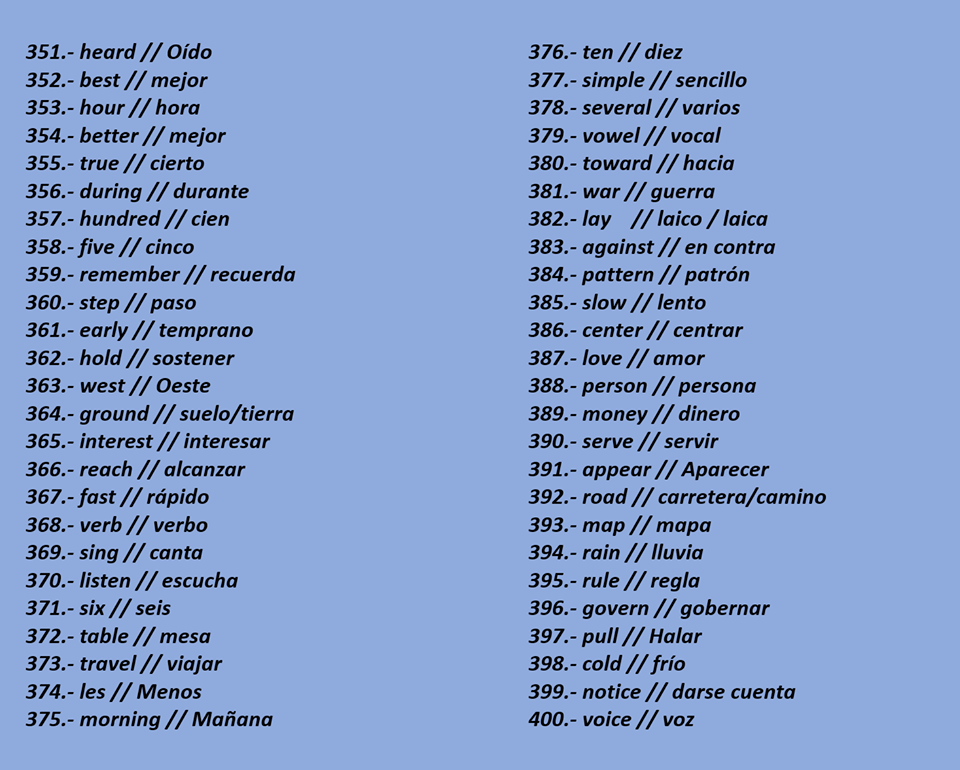 351.- heard // Oído
352.- best // mejor
353.- hour // hora
354.- better // mejor
355.- true // cierto
356.- during // durante
357.- hundred // cien
358.- five // cinco
359.- remember // recuerda
360.- step // paso
361.- early // temprano
362.- hold // sostener
363.- west // Oeste
364.- ground // suelo/tierra
365.- interest // interesar
366.- reach // alcanzar
367.- fast // rápido
368.- verb // verbo
369.- sing // canta
370.- listen // escucha
371.- six // seis
372.- table // mesa
373.- travel // viajar
374.- les // Menos
375.- morning // Mañana
376.- ten // diez
377.- simple // sencillo
378.- several // varios
379.- vowel // vocal
380.- toward // hacia
381.- war // guerra
382.- lay // laico / laica
383.- against // en contra
384.- pattern // patrón
385.- slow // lento
386.- center // centrar
387.- love // amor
388.- person // persona
389.- money // dinero
390.- serve // servir
391.- appear // Aparecer
392.- road // carretera/camino
393.- map // mapa
394.- rain // lluvia
395.- rule // regla
396.- govern // gobernar
397.- pull // Halar
398.- cold // frío
399.- notice // darse cuenta
400.- voice // voz